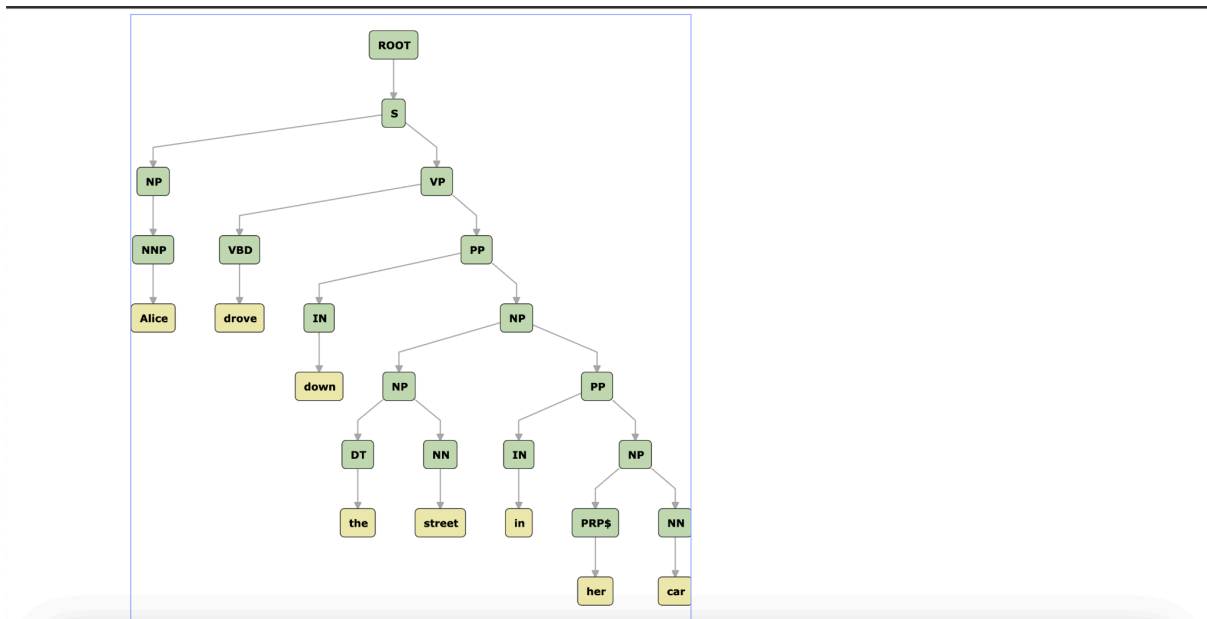 ROOT
S
NP VP
NNP VBD PP
Alice drove IN NP
down NP PP
DT NN IN NP
the street in PRP$ NN
her car